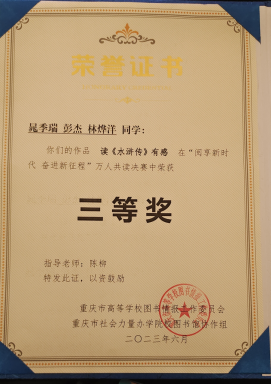 荣誉证书
晁季瑞 彭杰 林烨洋 同学:
你们的作品 读《水浒传》有感 在"阅享新时
代 奋进新征程"万人共读决赛中荣获
三等奖
指导老师：陈柳
特发此证，以资鼓励
重庆市高等学校图书情报工作委员会
重庆市社会力量办学院校图书馆协作组
二〇二三年六月